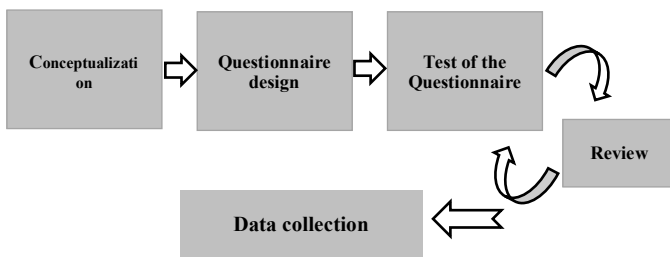 Conceptualizati
on
Questionnaire
design
Test of the
Questionnaire
Review
Data collection